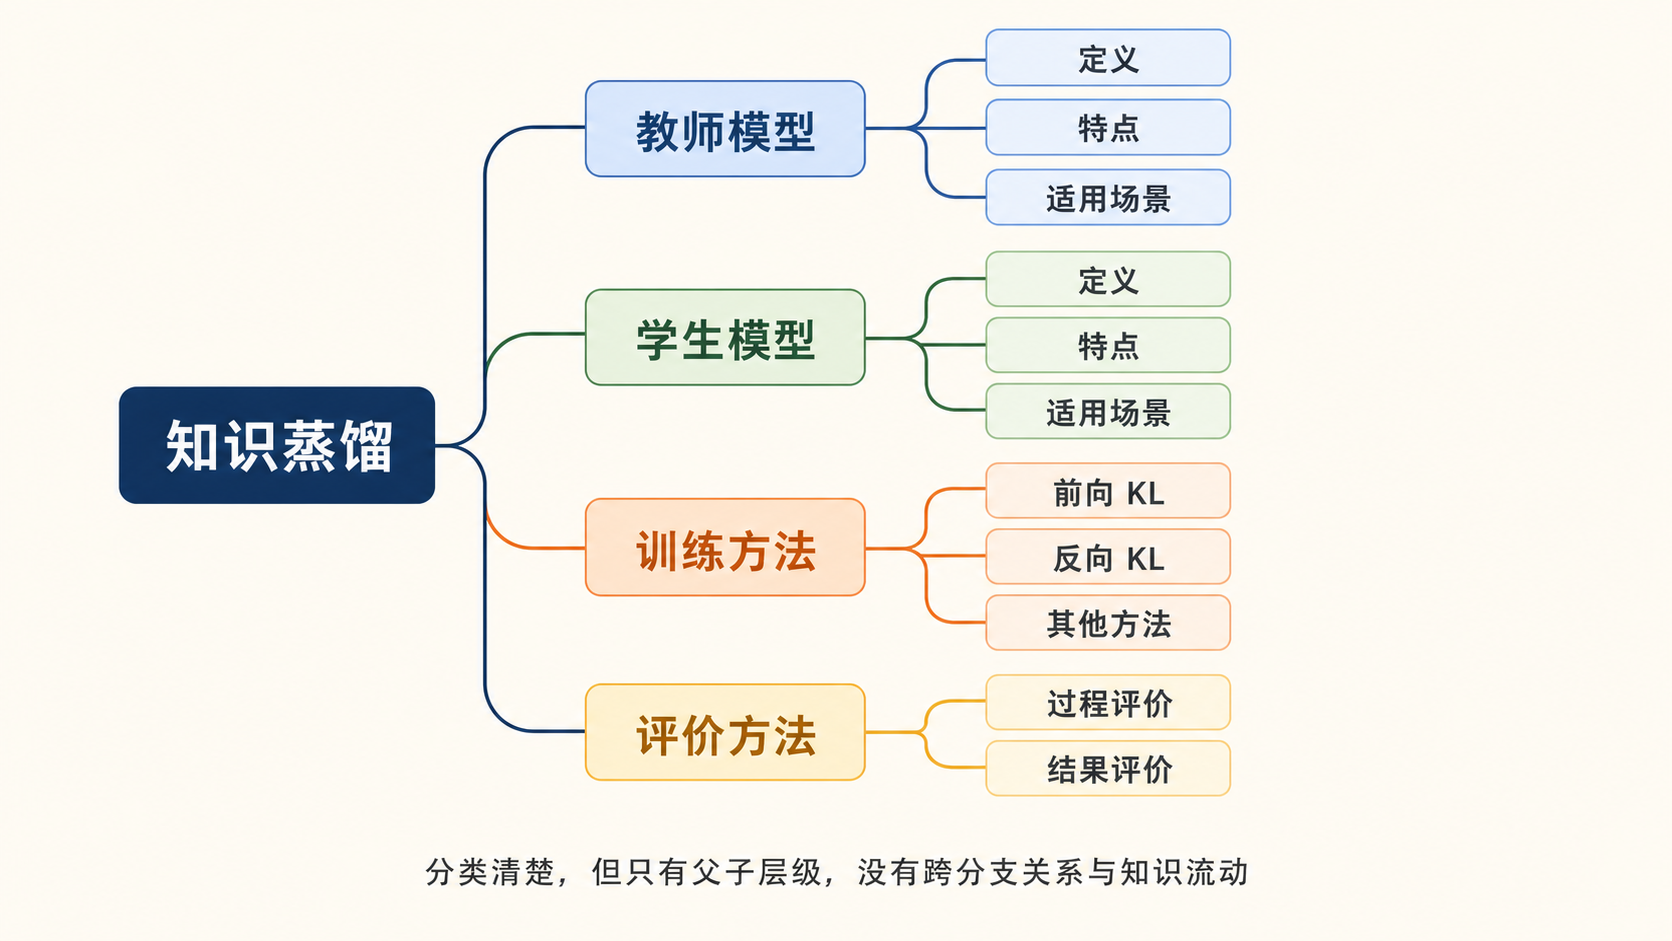 知识蒸馏
教师模型
定义
特点
适用场景
学生模型
定义
特点
适用场景
训练方法
前向 KL
反向 KL
其他方法
评价方法
过程评价
结果评价
分类清楚，但只有父子层级，没有跨分支关系与知识流动